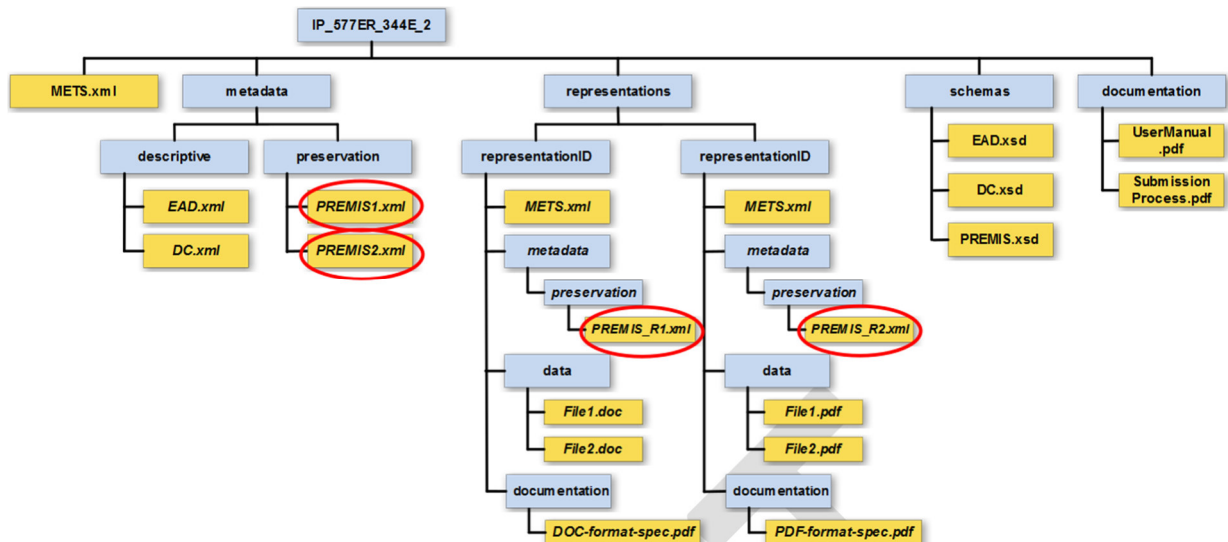 IP_577ER_344E_2
METS.xml
metadata
representations
schemas
documentation
descriptive
preservation
representationID
representationID
EAD.xsd
UserManual
.pdf
EAD.xml
PREMIS1.xml
METS.xml
METS.xml
DC.xsd
Submission
Process.pdf
DC.xml
PREMIS2.xml
metadata
metadata
PREMIS.xsd
preservation
preservation
PREMIS_R1.xml
PREMIS_R2.xml
data
data
File1.doc
File1.pdf
File2.doc
File2.pdf
documentation
documentation
DOC-format-spec.pdf
PDF-format-spec.pdf